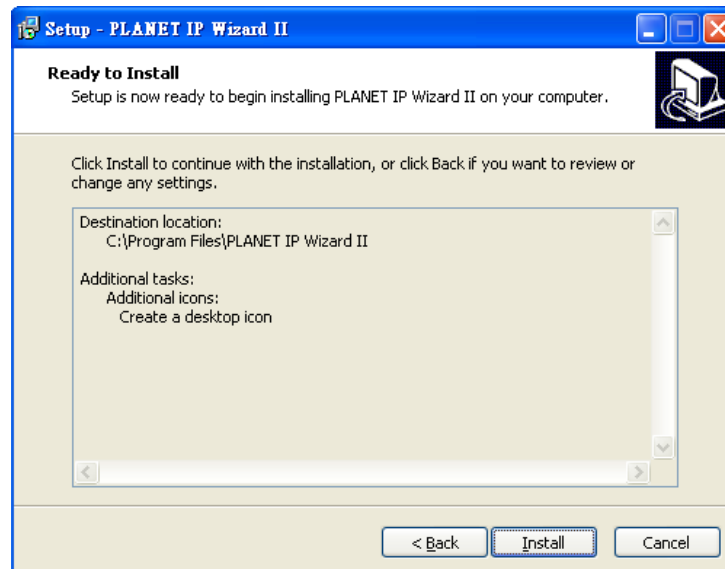 Setup - PLANET IP Wizard II
Ready to Install
Setup is now ready to begin installing PLANET IP Wizard II on your computer.
Click Install to continue with the installation, or click Back if you want to review or
change any settings.
Destination location:
C:\Program Files\PLANET IP Wizard II
Additional tasks:
Additional icons:
Create a desktop icon
< Back
Install
Cancel